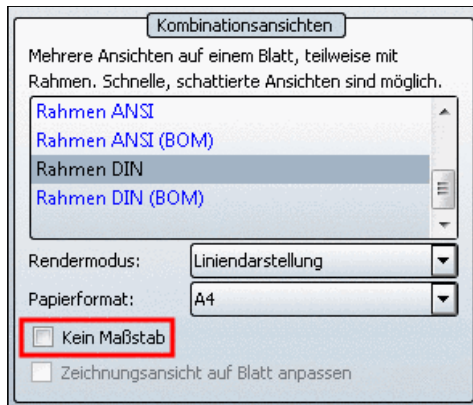 Kombinationsansichten
Mehrere Ansichten auf einem Blatt, teilweise mit
Rahmen. Schnelle, schattierte Ansichten sind möglich.
Rahmen ANSI
Rahmen ANSI (BOM)
Rahmen DIN
Rahmen DIN (BOM)
Rendermodus: Liniendarstellung
Papierformat: A4
Kein Maßstab
Zeichnungsansicht auf Blatt anpassen